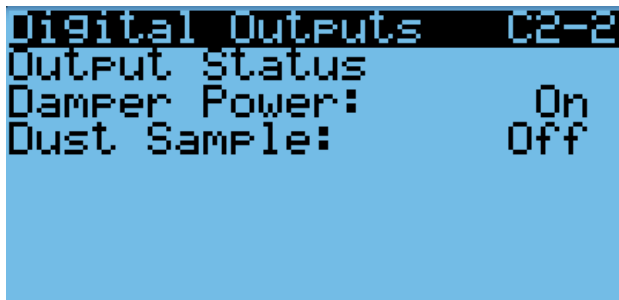 Digital Outputs C2-2
Output Status
Damper Power: On
Dust Sample: Off